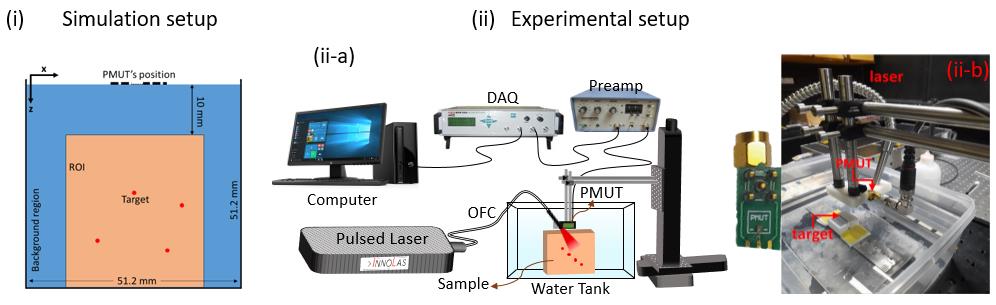 (i) Simulation setup
x
PMUT's position
z
10 mm
ROI
Target
Background region
51.2 mm
51.2 mm
(ii) Experimental setup
(ii-a)
DAQ
Preamp
Computer
OFC
PMUT
Pulsed Laser
INNOLAS
Sample
Water Tank
PMUT
(ii-b)
laser
PMUT
target